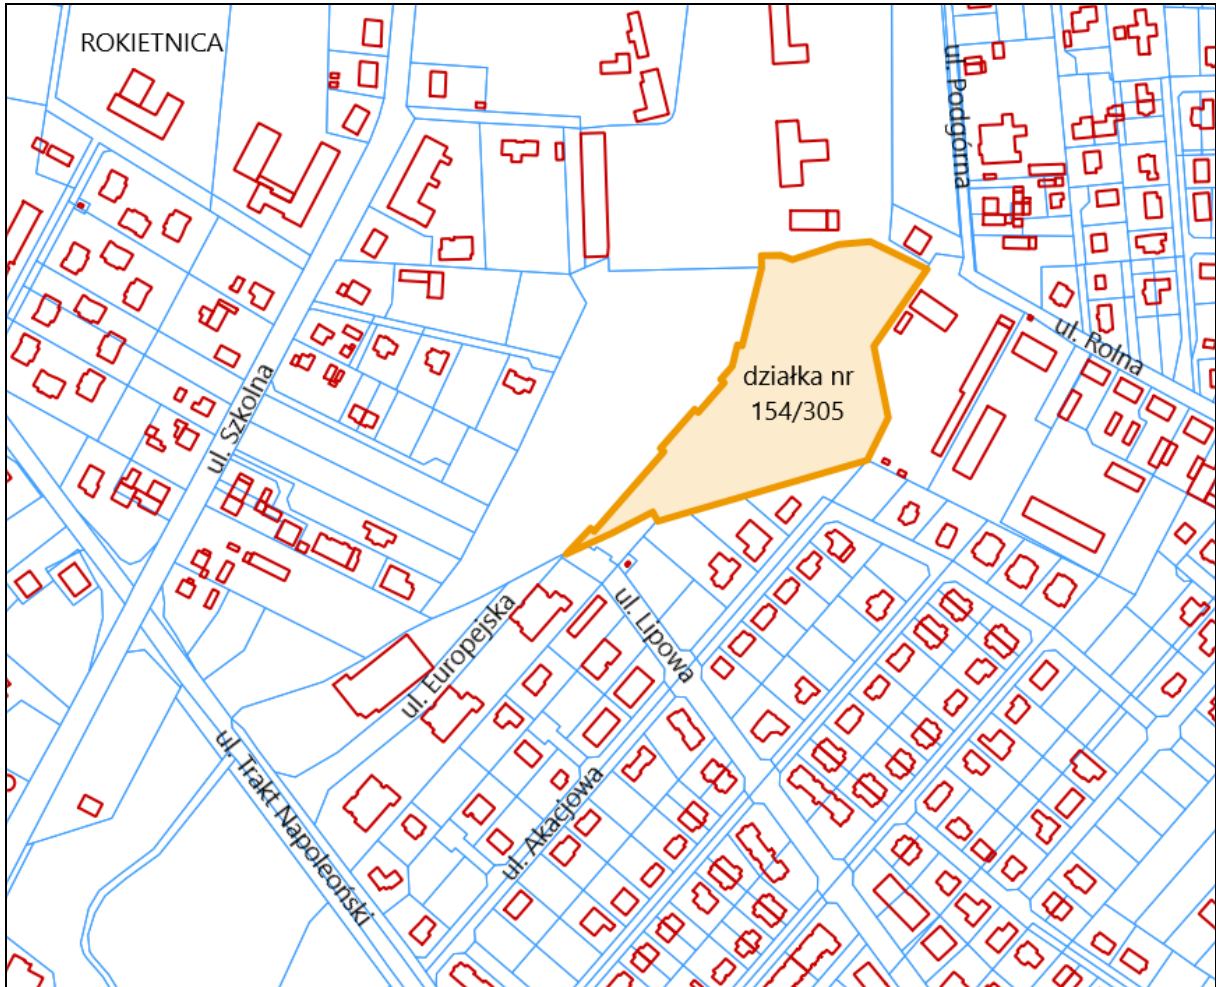 ROKIETNICA
ul. Podgórna
ul. Rolna
działka nr
154/305
ul. Szkolna
ul. Lipowa
ul. Europejska
ul. Trakt Napoleoński
ul. Akacjowa